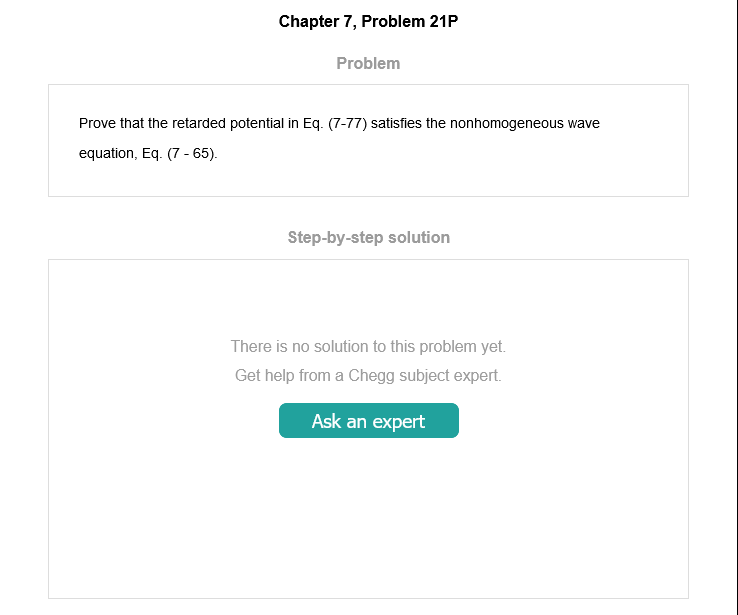 Chapter 7, Problem 21P
Problem
Prove that the retarded potential in Eq. (7-77) satisfies the nonhomogeneous wave
equation, Eq. (7 - 65).
Step-by-step solution
There is no solution to this problem yet.
Get help from a Chegg subject expert.
Ask an expert